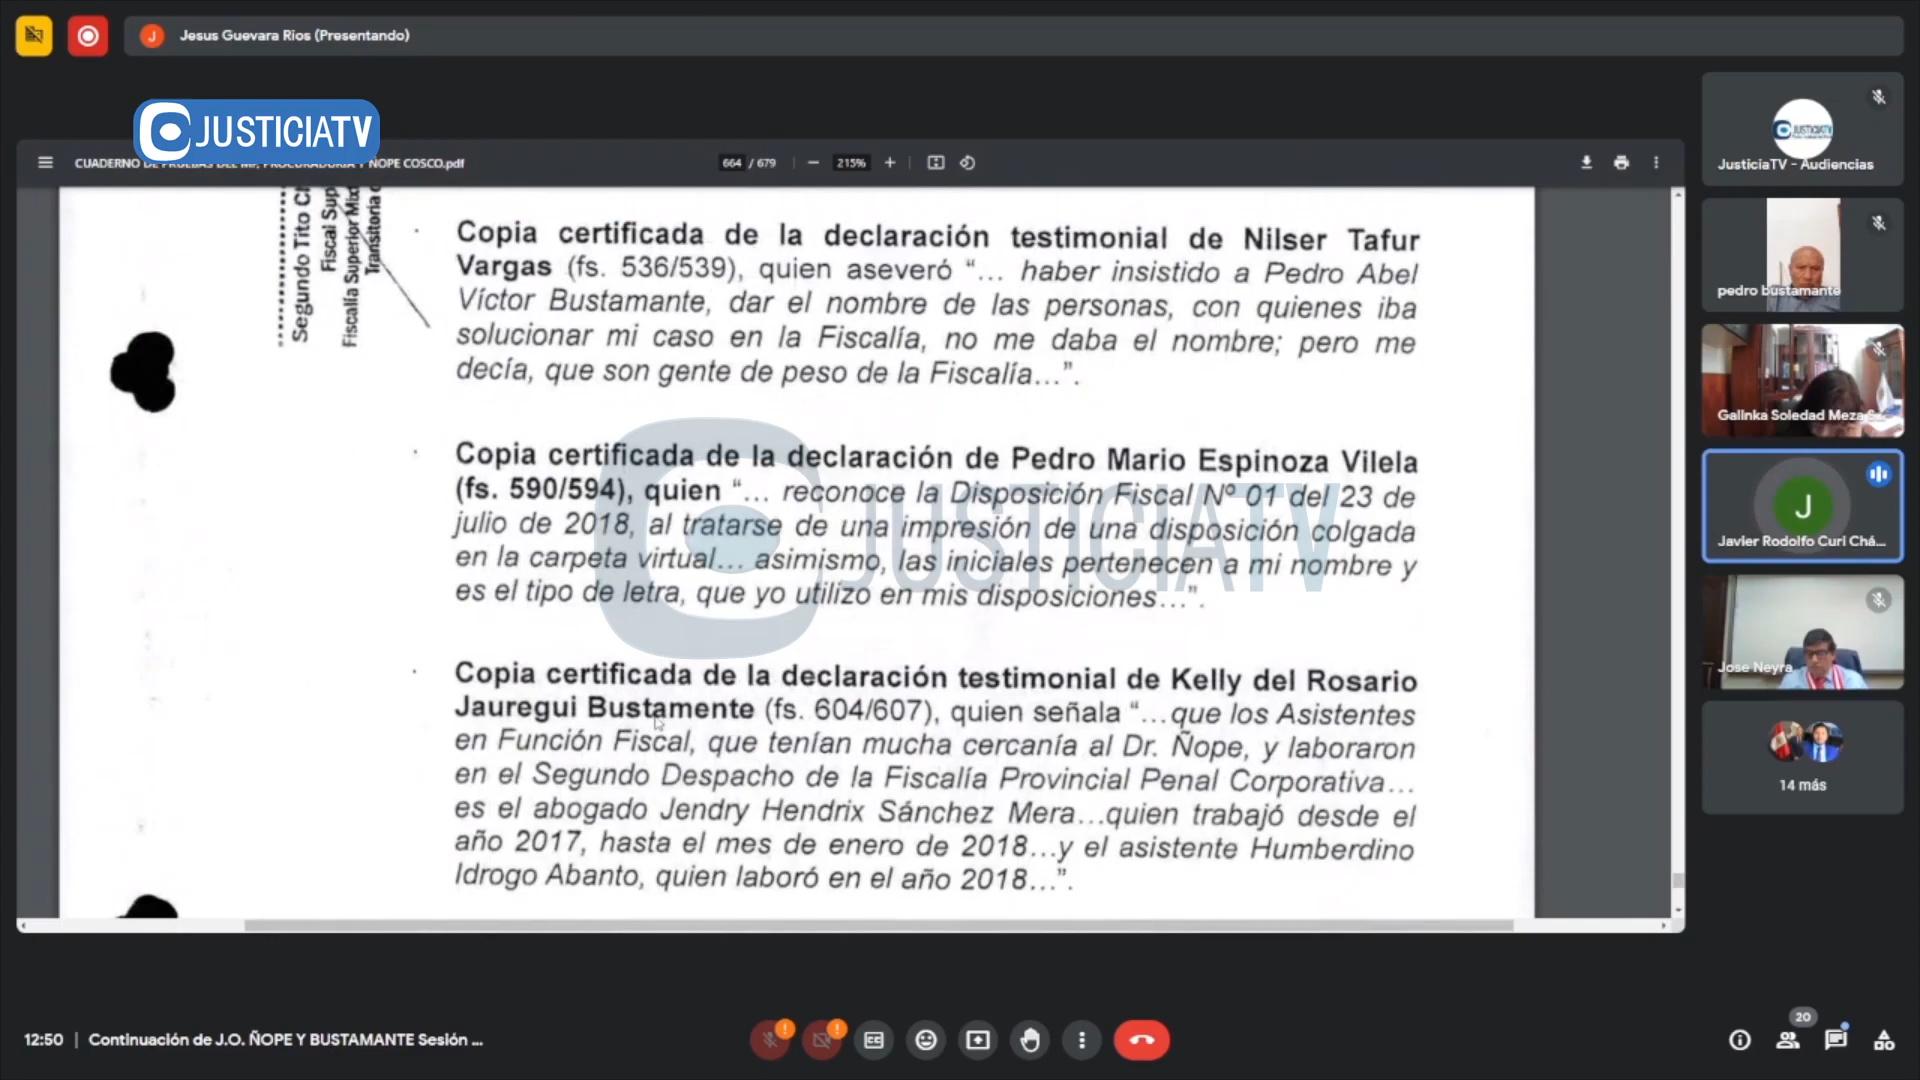 J
Jesus Guevara Rios (Presentando)
JUSTICIATV
CUADERNO DE PRUEBAS DEL MP, PROCURADURIA Y ÑOPE COSCO.pdf
664 / 679
215%
Segundo Tito
Fiscal Sup
Fiscalía Superior Mix
Transitoria
Copia certificada de la declaración testimonial de Nilser Tafur
Vargas (fs. 536/539), quien aseveró “... haber insistido a Pedro Abel
Víctor Bustamante, dar el nombre de las personas, con quienes iba
solucionar mi caso en la Fiscalía, no me daba el nombre; pero me
decía, que son gente de peso de la Fiscalía...”.
Copia certificada de la declaración de Pedro Mario Espinoza Vilela
(fs. 590/594), quien “... reconoce la Disposición Fiscal Nº 01 del 23 de
julio de 2018, al tratarse de una impresión de una disposición colgada
en la carpeta virtual... asimismo, las iniciales pertenecen a mi nombre y
es el tipo de letra, que yo utilizo en mis disposiciones...”.
Copia certificada de la declaración testimonial de Kelly del Rosario
Jauregui Bustamente (fs. 604/607), quien señala “...que los Asistentes
en Función Fiscal, que tenían mucha cercanía al Dr. Ñope, y laboraron
en el Segundo Despacho de la Fiscalía Provincial Penal Corporativa...
es el abogado Jendry Hendrix Sánchez Mera...quien trabajó desde el
año 2017, hasta el mes de enero de 2018...y el asistente Humberdino
Idrogo Abanto, quien laboró en el año 2018...”.
JUSTICIATV
JUSTICIATV
JusticiaTV - Audiencias
pedro bustamante
Galinka Soledad Meza S...
J
Javier Rodolfo Curi Chá...
Jose Neyra
14 más
12:50 | Continuación de J.O. ÑOPE Y BUSTAMANTE Sesión ...
20